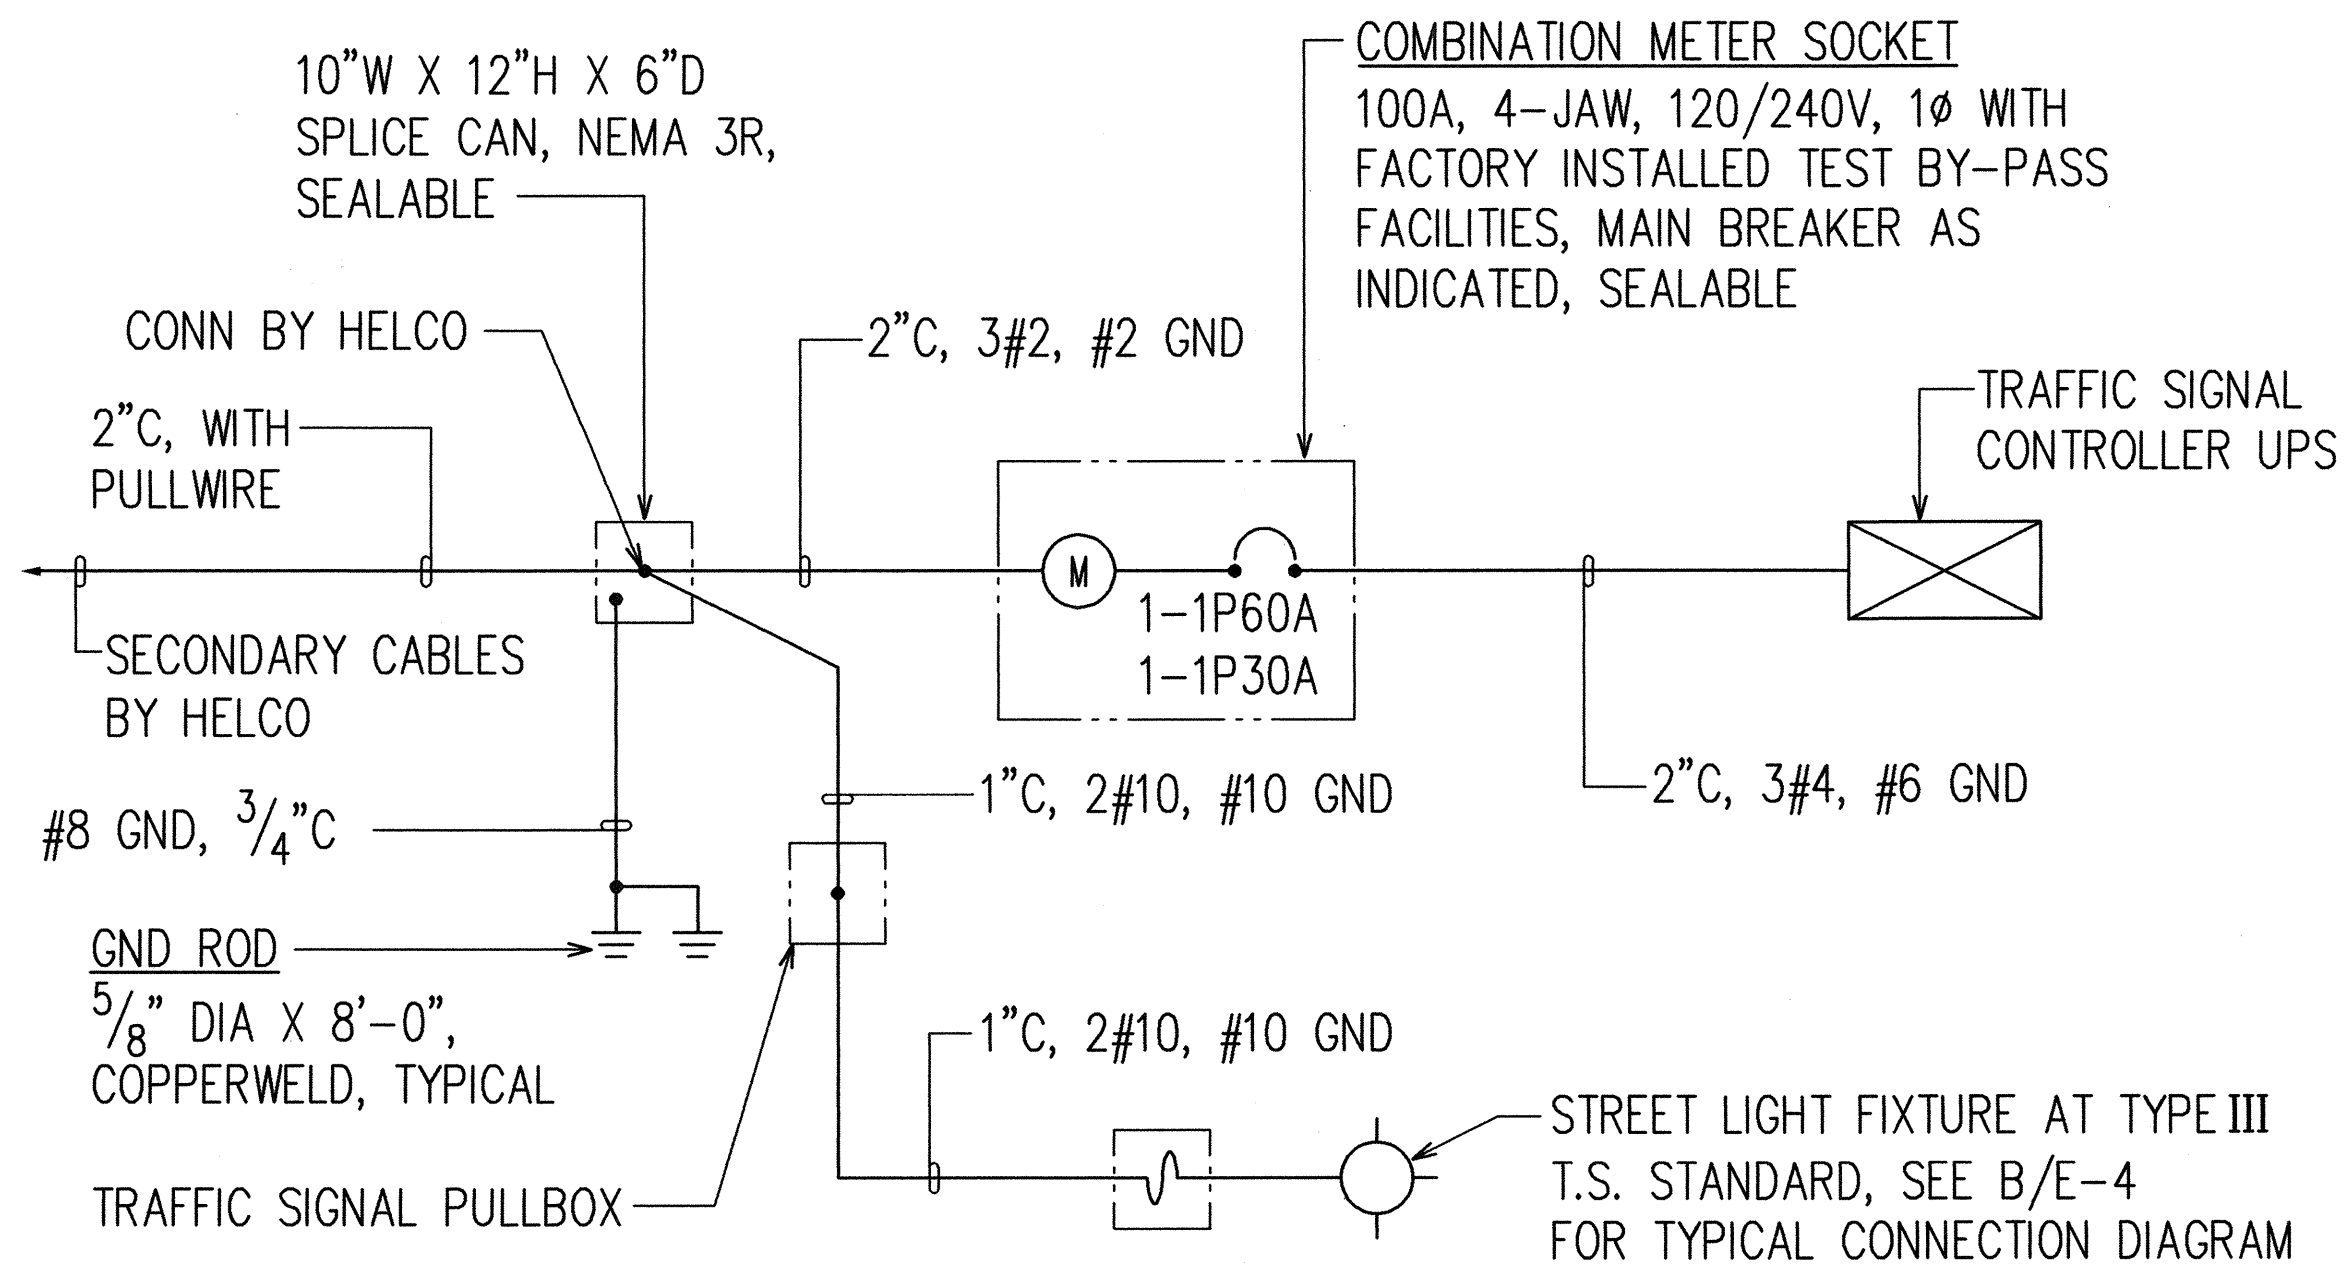 10"W X 12"H X 6"D
SPLICE CAN, NEMA 3R,
SEALABLE
COMBINATION METER SOCKET
100A, 4-JAW, 120/240V, 1ø WITH
FACTORY INSTALLED TEST BY-PASS
FACILITIES, MAIN BREAKER AS
INDICATED, SEALABLE
CONN BY HELCO
2"C, 3#2, #2 GND
2"C, WITH
PULLWIRE
TRAFFIC SIGNAL
CONTROLLER UPS
M
1-1P60A
1-1P30A
SECONDARY CABLES
BY HELCO
1"C, 2#10, #10 GND
2"C, 3#4, #6 GND
#8 GND, 3/4"C
GND ROD
5/8" DIA X 8'-0",
COPPERWELD, TYPICAL
1"C, 2#10, #10 GND
TRAFFIC SIGNAL PULLBOX
STREET LIGHT FIXTURE AT TYPE III
T.S. STANDARD, SEE B/E-4
FOR TYPICAL CONNECTION DIAGRAM